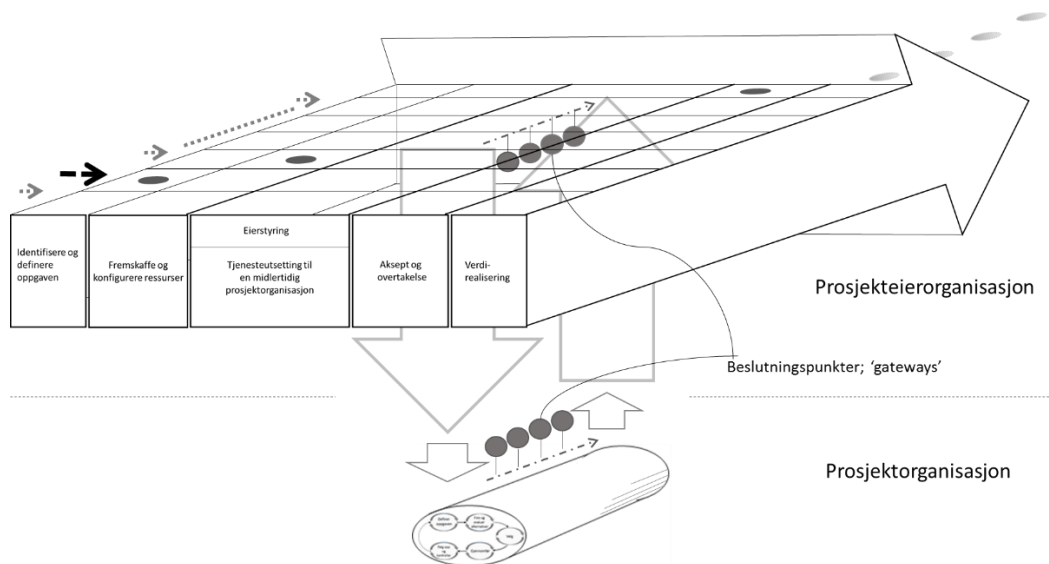 Identifisere og
definere
oppgaven
Fremskaffe og
konfigurere ressurser
Eierstyring
Tjenesteutsetting til
en midlertidig
prosjektorganisasjon
Aksept og
overtakelse
Verdi-
realisering
Prosjekteierorganisasjon
Beslutningspunkter; ‘gateways’
Prosjektorganisasjon